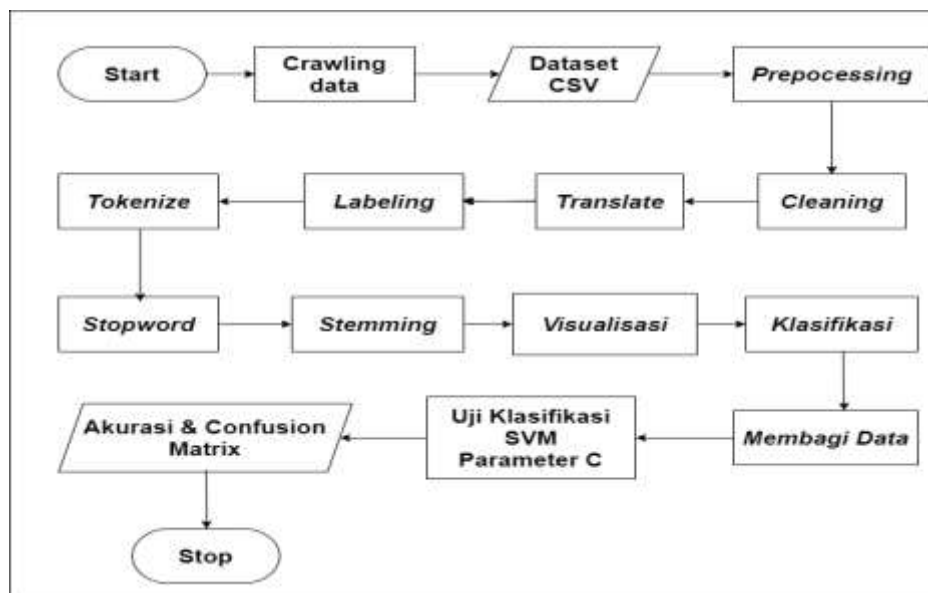 Start
Crawling
data
Dataset
CSV
Prepocessing
Cleaning
Translate
Labeling
Tokenize
Stopword
Stemming
Visualisasi
Klasifikasi
Membagi Data
Uji Klasifikasi
SVM
Parameter C
Akurasi & Confusion
Matrix
Stop